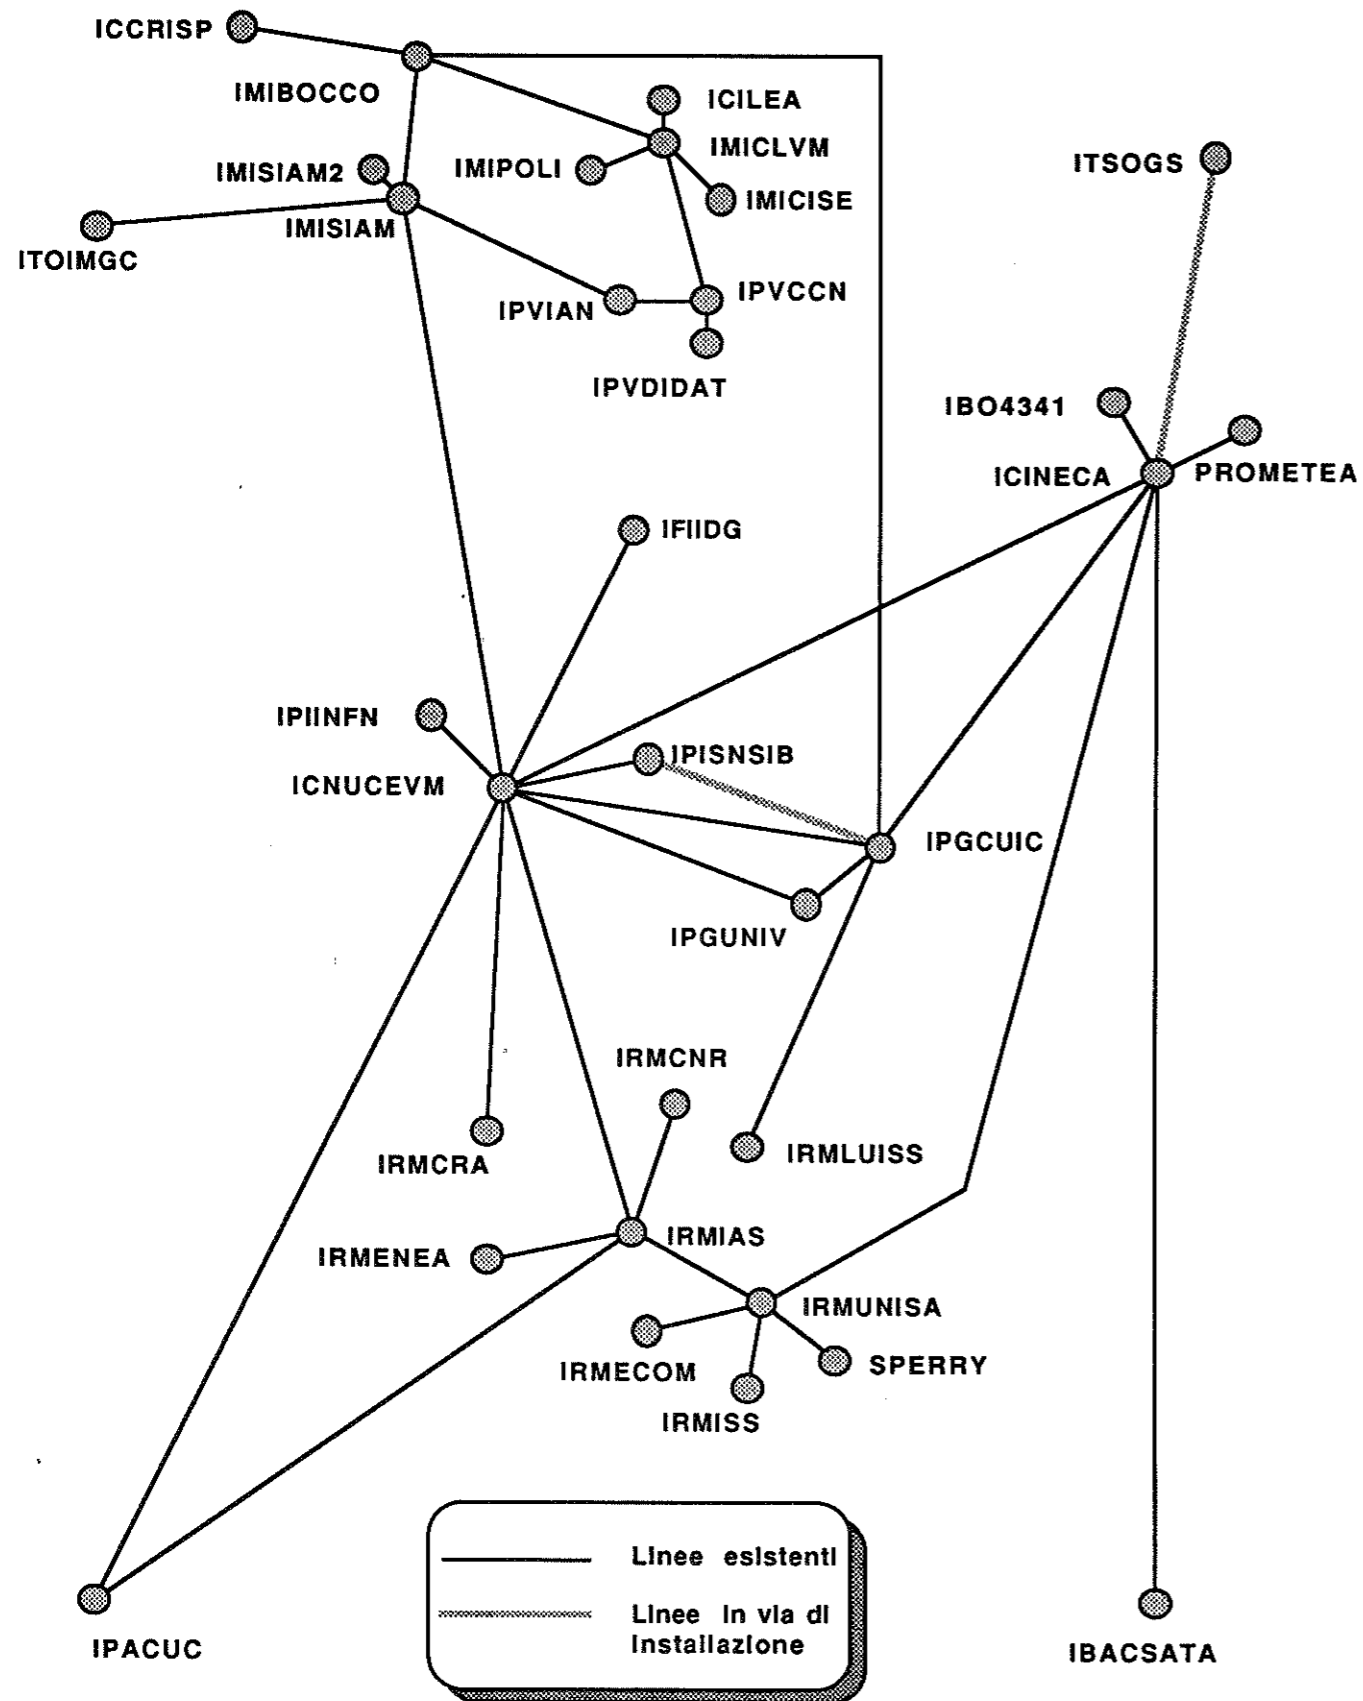 ICCRISP
IMIBOCCO
ICILEA
IMICLVM
IMISIAM2
IMIPOLI
IMICISE
ITSOGS
IMISIAM
ITOIMGC
IPVIAN
IPVCCN
IPVDIDAT
IBO4341
ICINECA
PROMETEA
IFIIDG
IPIINFN
IPISNSIB
ICNUCEVM
IPGCUIC
IPGUNIV
IRMCNR
IRMCRA
IRMLUISS
IRMIAS
IRMENEA
IRMUNISA
IRMECOM
SPERRY
IRMISS
Linee esistenti
Linee in via di
installazione
IPACUC
IBACSATA